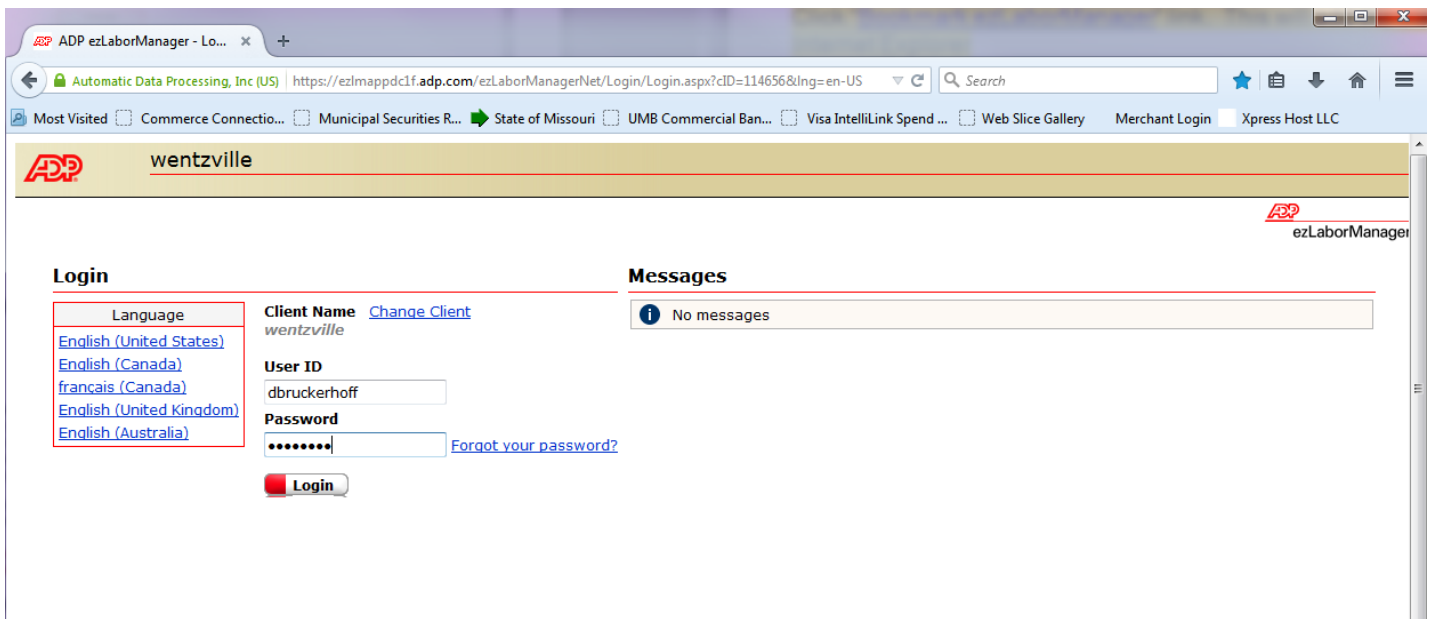 ADP ezLaborManager - Lo...
Automatic Data Processing, Inc (US) https://ezlmappdc1f.adp.com/ezLaborManagerNet/Login/Login.aspx?cID=114656&lng=en-US Search
Most Visited Commerce Connectio... Municipal Securities R... State of Missouri UMB Commercial Ban... Visa IntelliLink Spend ... Web Slice Gallery Merchant Login Xpress Host LLC
ADP wentzville
ADP
ezLaborManager
Login Messages
Language Client Name Change Client No messages
wentzville
English (United States)
English (Canada) User ID
français (Canada) dbruckerhoff
English (United Kingdom) Password
English (Australia) •••••••• Forgot your password?
Login